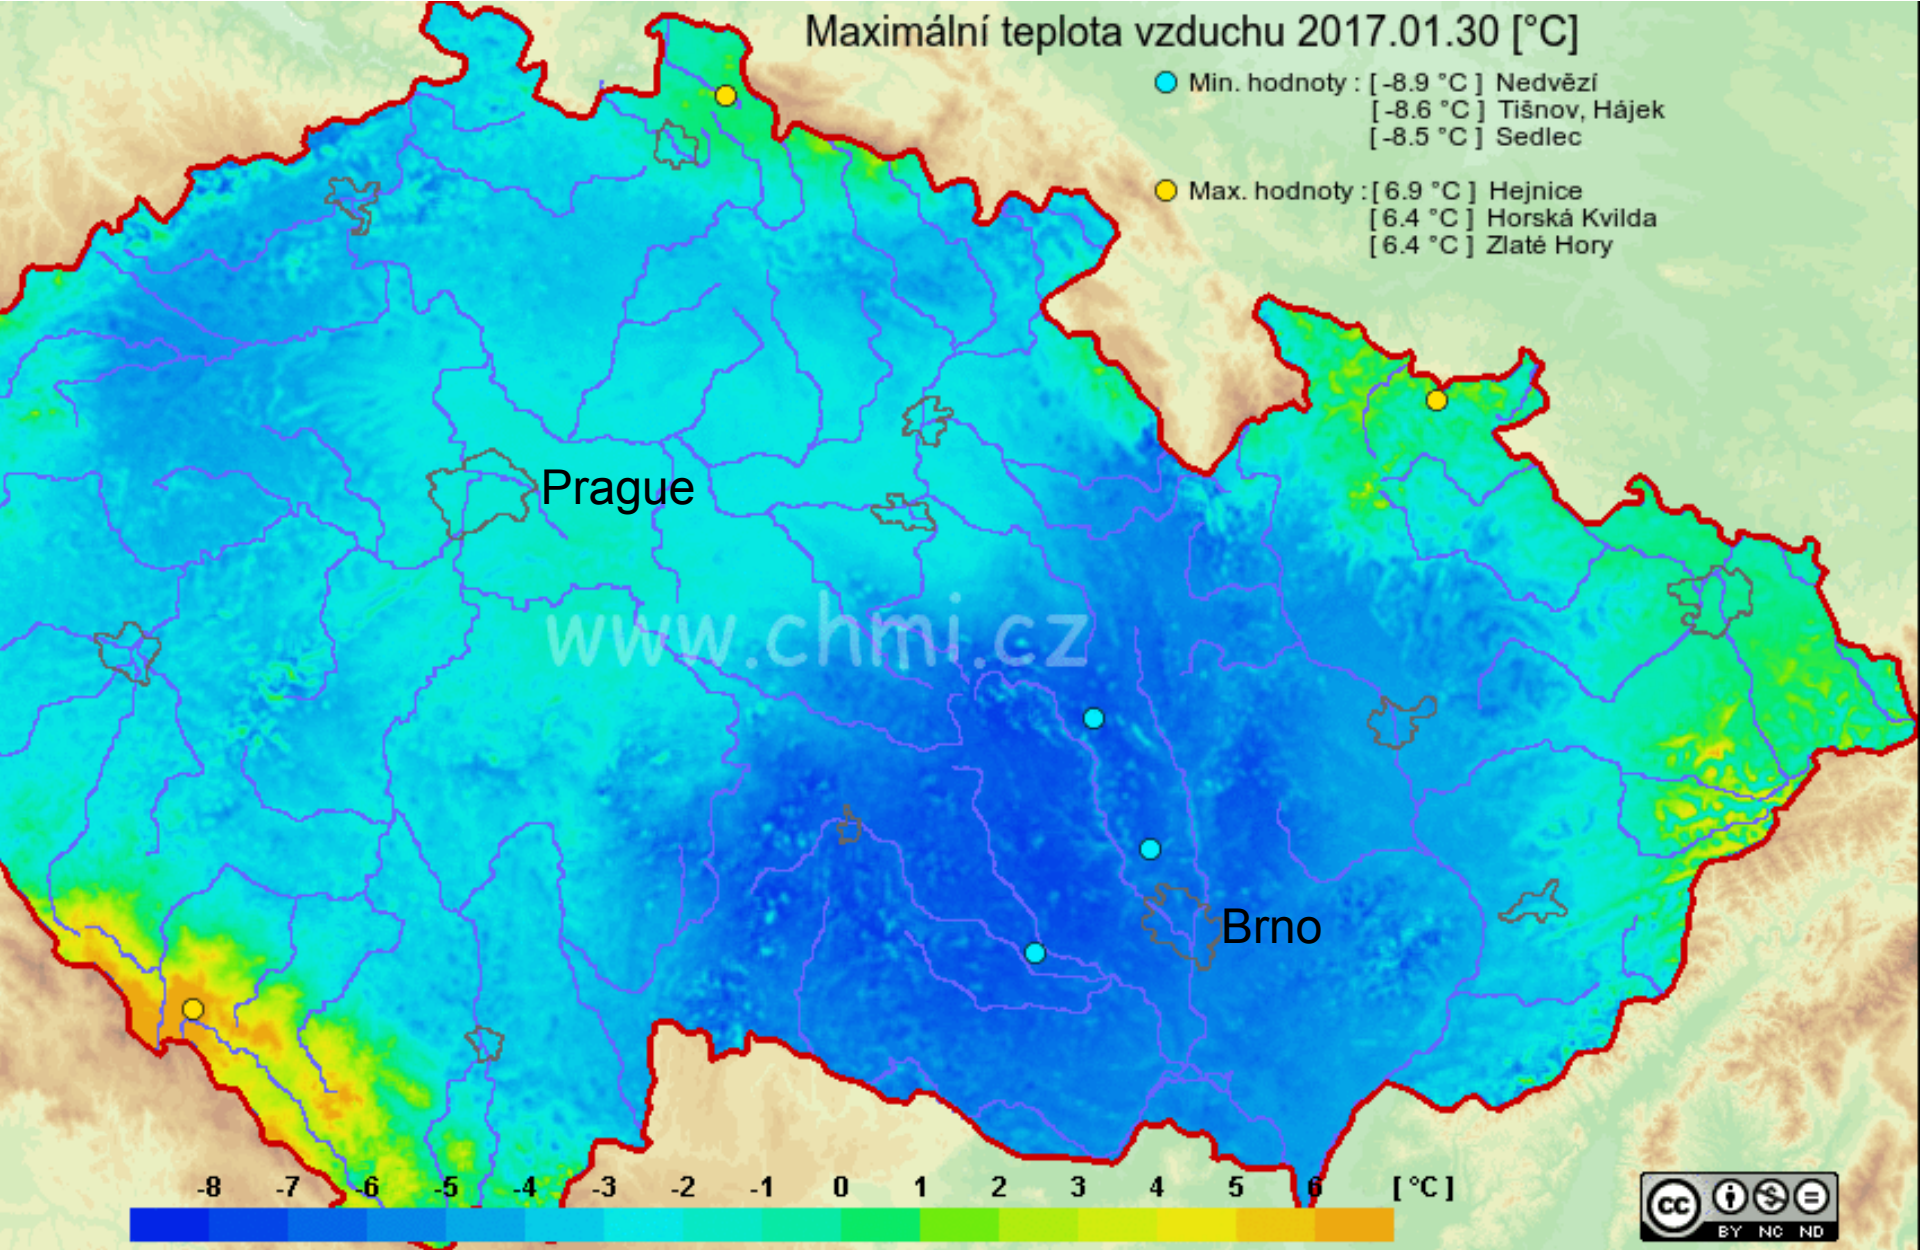 Maximální teplota vzduchu 2017.01.30 [°C]
Min. hodnoty : [ -8.9 °C ] Nedvězí
[ -8.6 °C ] Tišnov, Hájek
[ -8.5 °C ] Sedlec
Max. hodnoty : [ 6.9 °C ] Hejnice
[ 6.4 °C ] Horská Kvilda
[ 6.4 °C ] Zlaté Hory
Prague
www.chmi.cz
Brno
-8 -7 -6 -5 -4 -3 -2 -1 0 1 2 3 4 5 6 [ °C ]
cc
BY NC ND